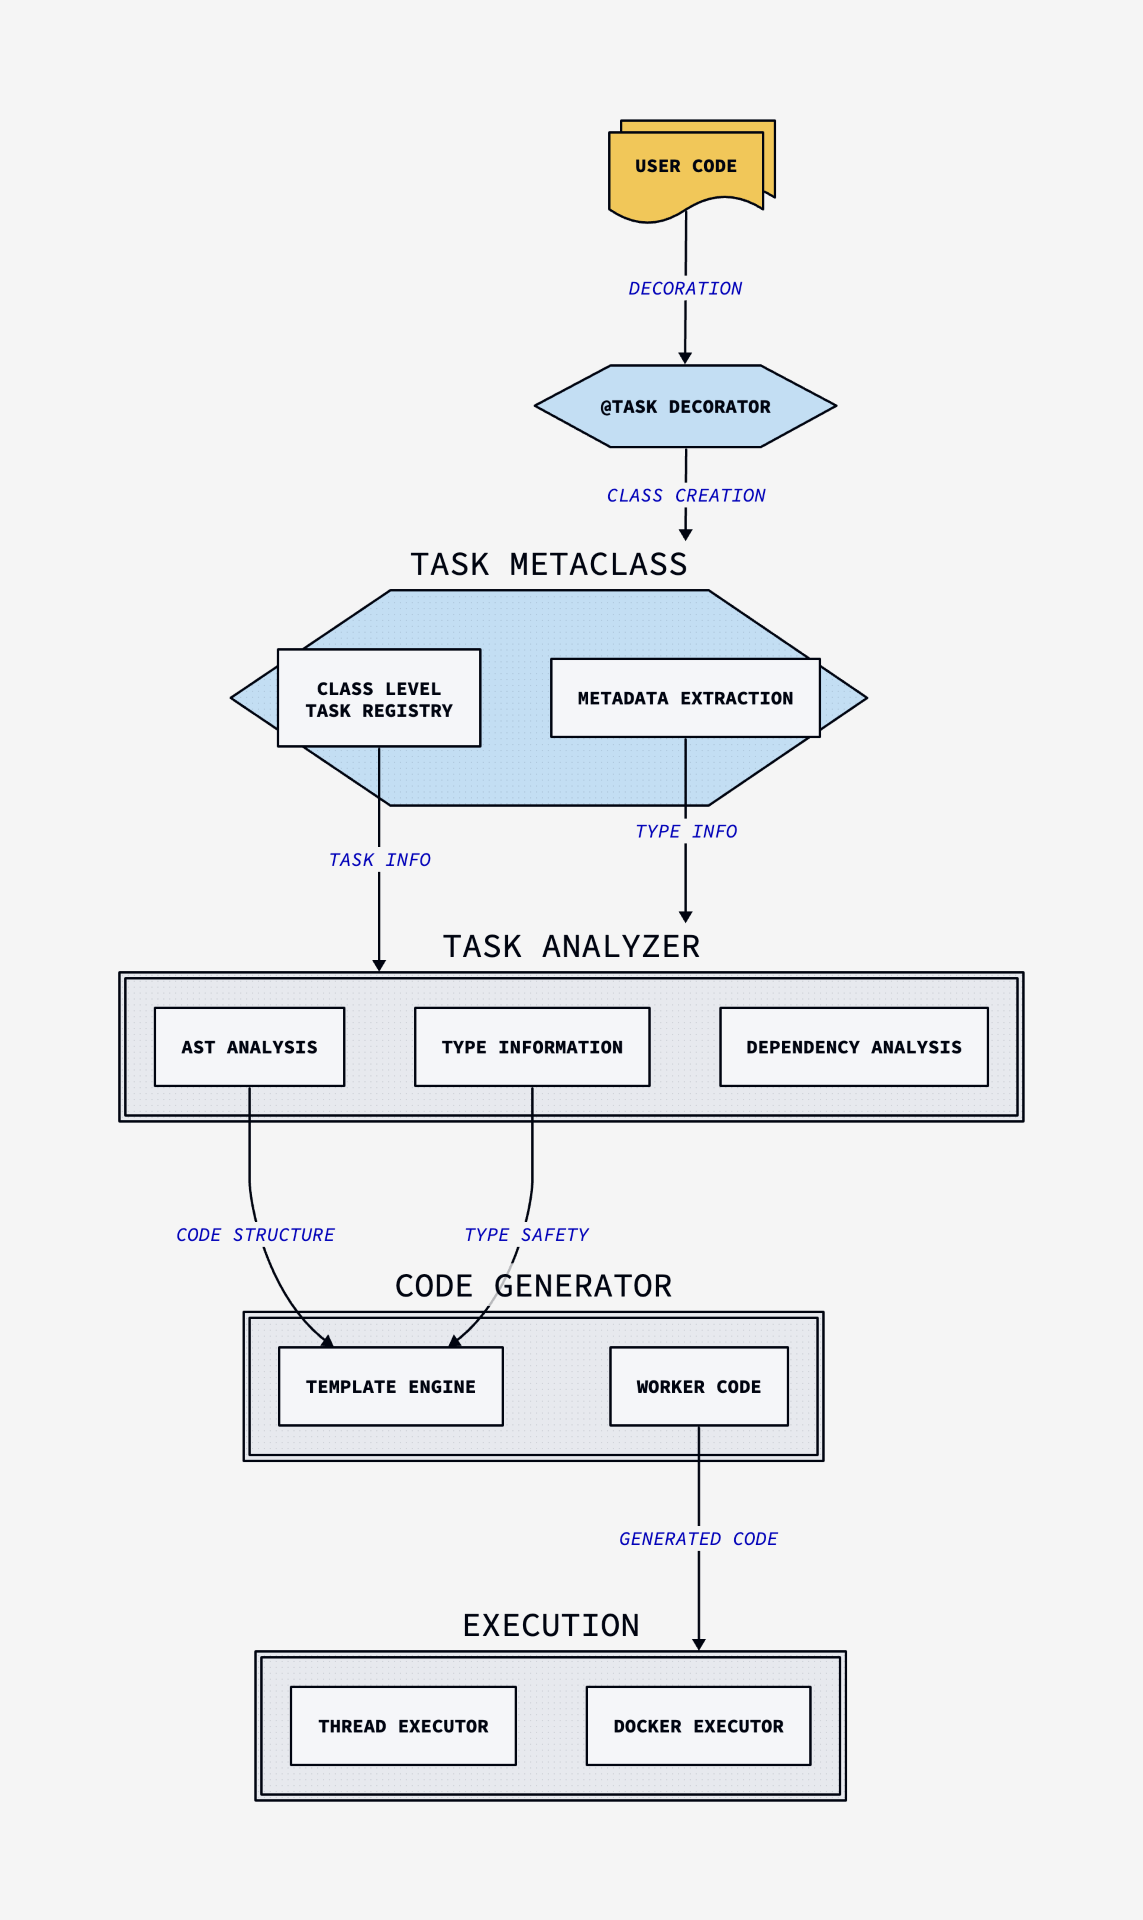 USER CODE
DECORATION
@TASK DECORATOR
CLASS CREATION
TASK METACLASS
CLASS LEVEL
TASK REGISTRY
METADATA EXTRACTION
TYPE INFO
TASK INFO
TASK ANALYZER
AST ANALYSIS
TYPE INFORMATION
DEPENDENCY ANALYSIS
CODE STRUCTURE
TYPE SAFETY
CODE GENERATOR
TEMPLATE ENGINE
WORKER CODE
GENERATED CODE
EXECUTION
THREAD EXECUTOR
DOCKER EXECUTOR